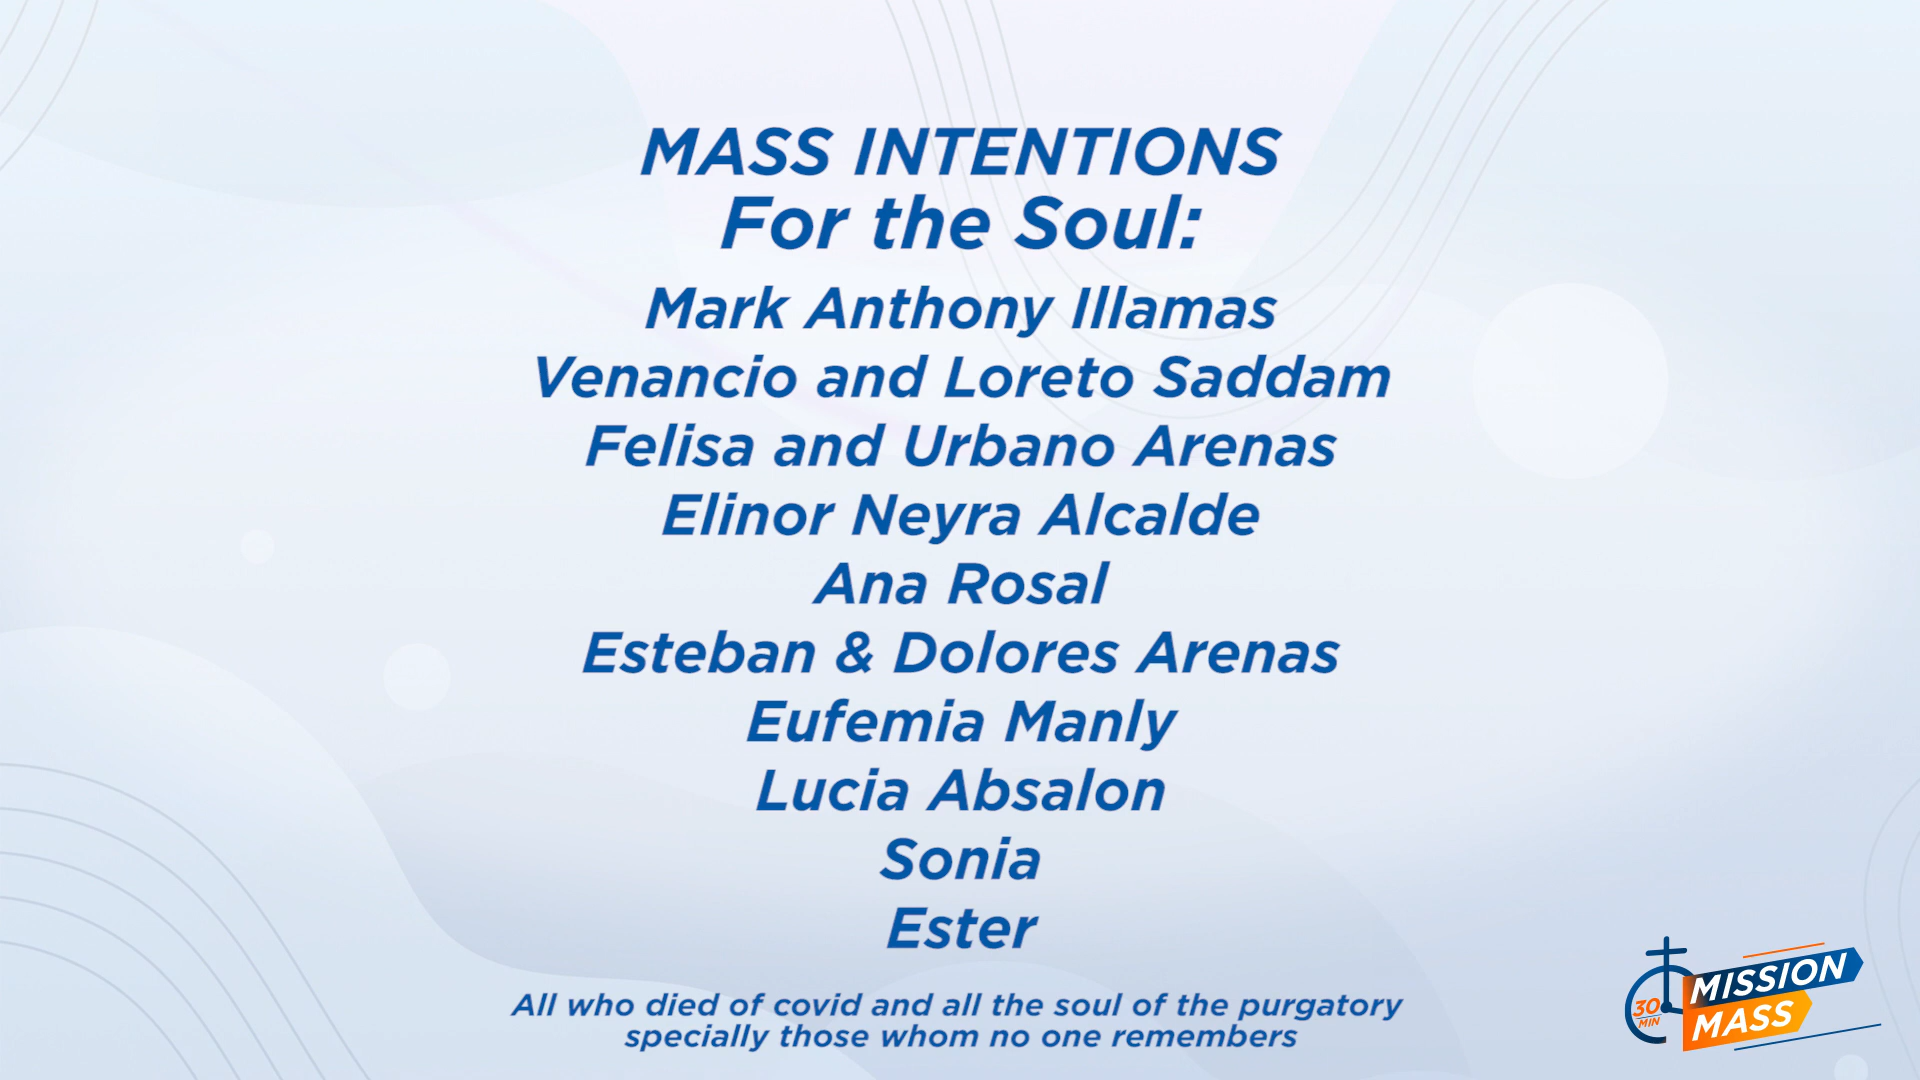 MASS INTENTIONS
For the Soul:
Mark Anthony Illamas
Venancio and Loreto Saddam
Felisa and Urbano Arenas
Elinor Neyra Alcalde
Ana Rosal
Esteban & Dolores Arenas
Eufemia Manly
Lucia Absalon
Sonia
Ester
All who died of covid and all the soul of the purgatory
specially those whom no one remembers
30
MIN
MISSION
MASS